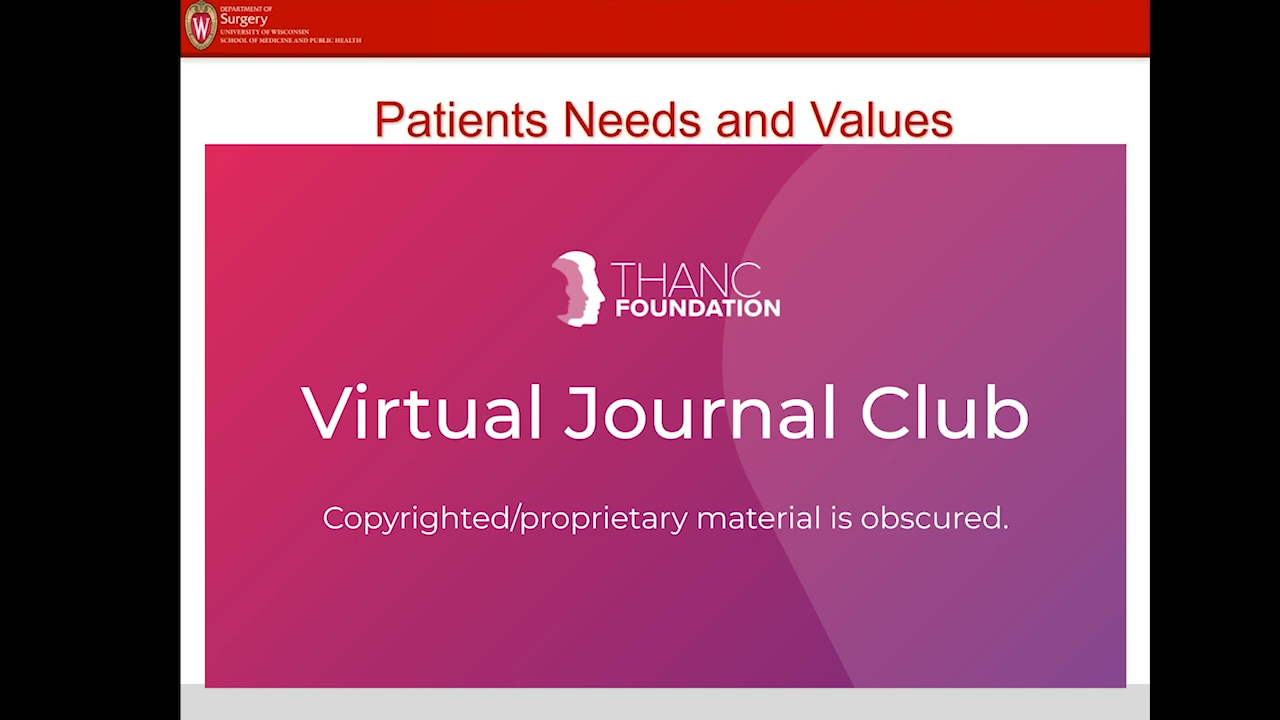 DEPARTMENT OF
Surgery
UNIVERSITY OF WISCONSIN
SCHOOL OF MEDICINE AND PUBLIC HEALTH
W
Patients Needs and Values
THANC
FOUNDATION
Virtual Journal Club
Copyrighted/proprietary material is obscured.